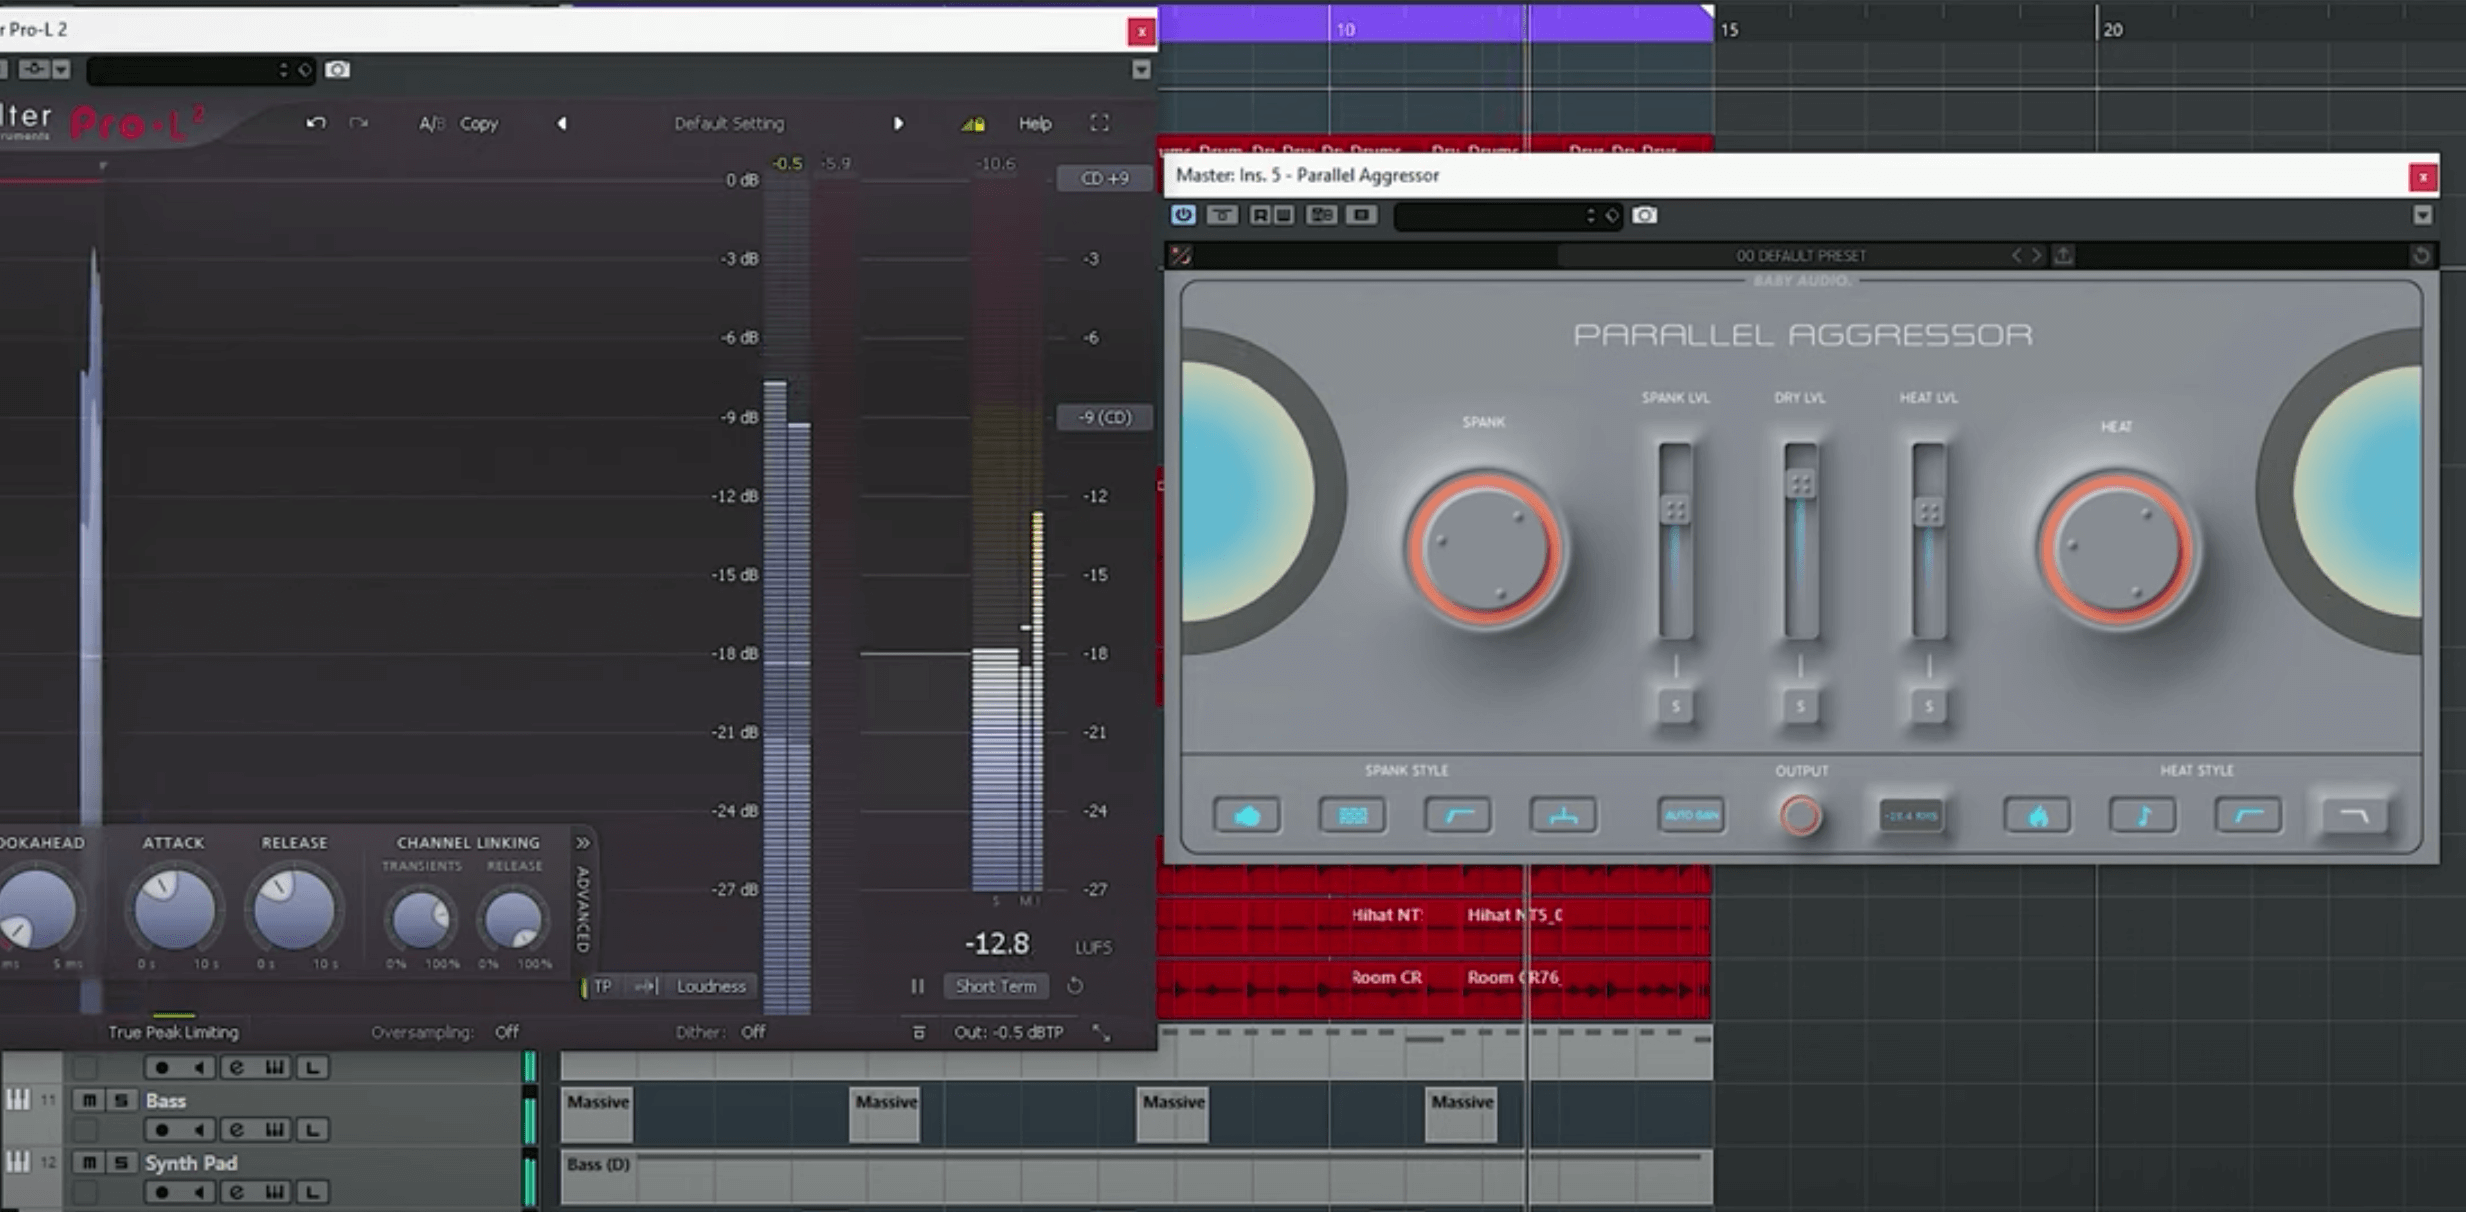 r Pro-L 2
lter
ruments
Pro·L 2
A/B
Copy
Default Setting
Help
-0.5
-5.9
-10.6
0 dB
CD +9
-3 dB
-3
-6 dB
-6
-9 dB
-9 (CD)
-12 dB
-12
-15 dB
-15
-18 dB
-18
-21 dB
-21
-24 dB
-24
-27 dB
-27
S
M
I
-12.8
LUFS
OOKAHEAD
ATTACK
RELEASE
CHANNEL LINKING
TRANSIENTS
RELEASE
ms
5 ms
0 s
10 s
0 s
10 s
0%
100%
0%
100%
ADVANCED
TP
Loudness
Short Term
True Peak Limiting
Oversampling:
Off
Dither:
Off
Out: -0.5 dBTP
10
15
20
Master: Ins. 5 - Parallel Aggressor
x
x
00 DEFAULT PRESET
BABY AUDIO.
PARALLEL AGGRESSOR
SPANK
SPANK LVL
DRY LVL
HEAT LVL
HEAT
S
S
S
SPANK STYLE
OUTPUT
HEAT STYLE
AUTO GAIN
Hihat NT
Hihat NT5_0
Room CR
Room CR76_
11
m
S
Bass
e
L
Massive
Massive
Massive
Massive
12
m
S
Synth Pad
e
L
Bass (D)